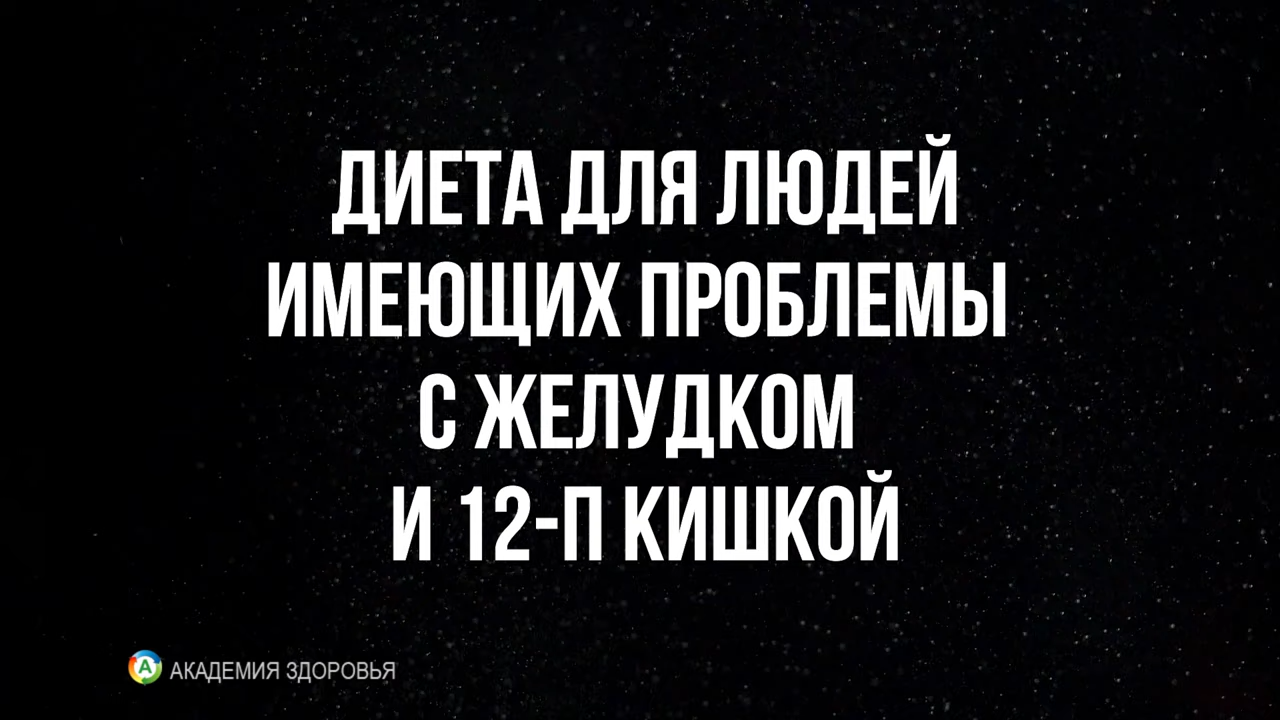 ДИЕТА ДЛЯ ЛЮДЕЙ
ИМЕЮЩИХ ПРОБЛЕМЫ
С ЖЕЛУДКОМ
И 12-П КИШКОЙ
А АКАДЕМИЯ ЗДОРОВЬЯ